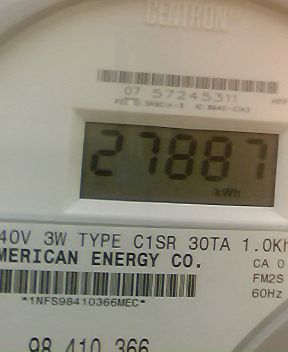 CENTRON®
07 57245311
27887
kWh
40V 3W TYPE C1SR 30TA 1.0Kh
MERICAN ENERGY CO.
CA 0
FM2S
60Hz
*1NFS98410366MEC*
98 410 366